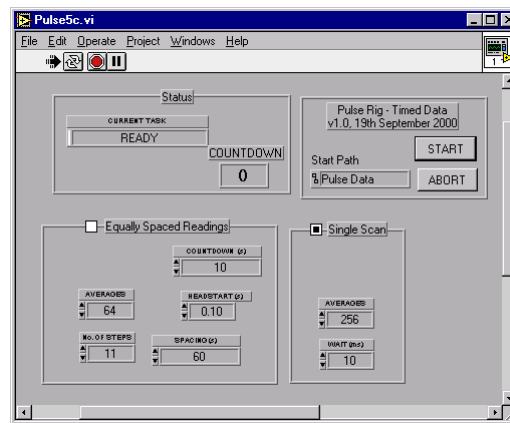 Pulse5c.vi
File Edit Operate Project Windows Help
1
Status
CURRENT TASK
READY
COUNTDOWN
0
Pulse Rig - Timed Data
v1.0, 19th September 2000
START
Start Path
Pulse Data
ABORT
Equally Spaced Readings
COUNTDOWN (s)
10
AVERAGES
64
HEADSTART (s)
0.10
No. OF STEPS
11
SPACING (s)
60
Single Scan
AVERAGES
256
WAIT (ms)
10